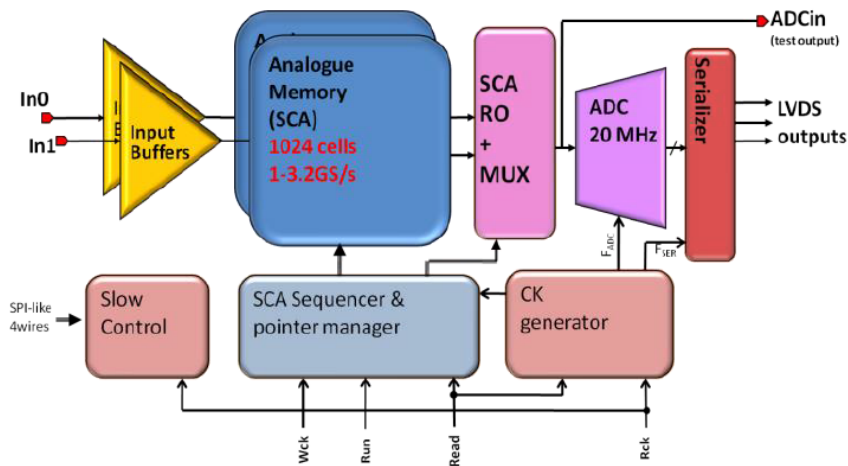 ADCin
(test output)
In0
In1
I
B
Input
Buffers
Analogue
Memory
(SCA)
1024 cells
1-3.2GS/s
SCA
RO
+
MUX
ADC
20 MHz
Serializer
LVDS
outputs
FADC
FSER
SPI-like
4wires
Slow
Control
SCA Sequencer &
pointer manager
CK
generator
Wck
Run
Read
Rck